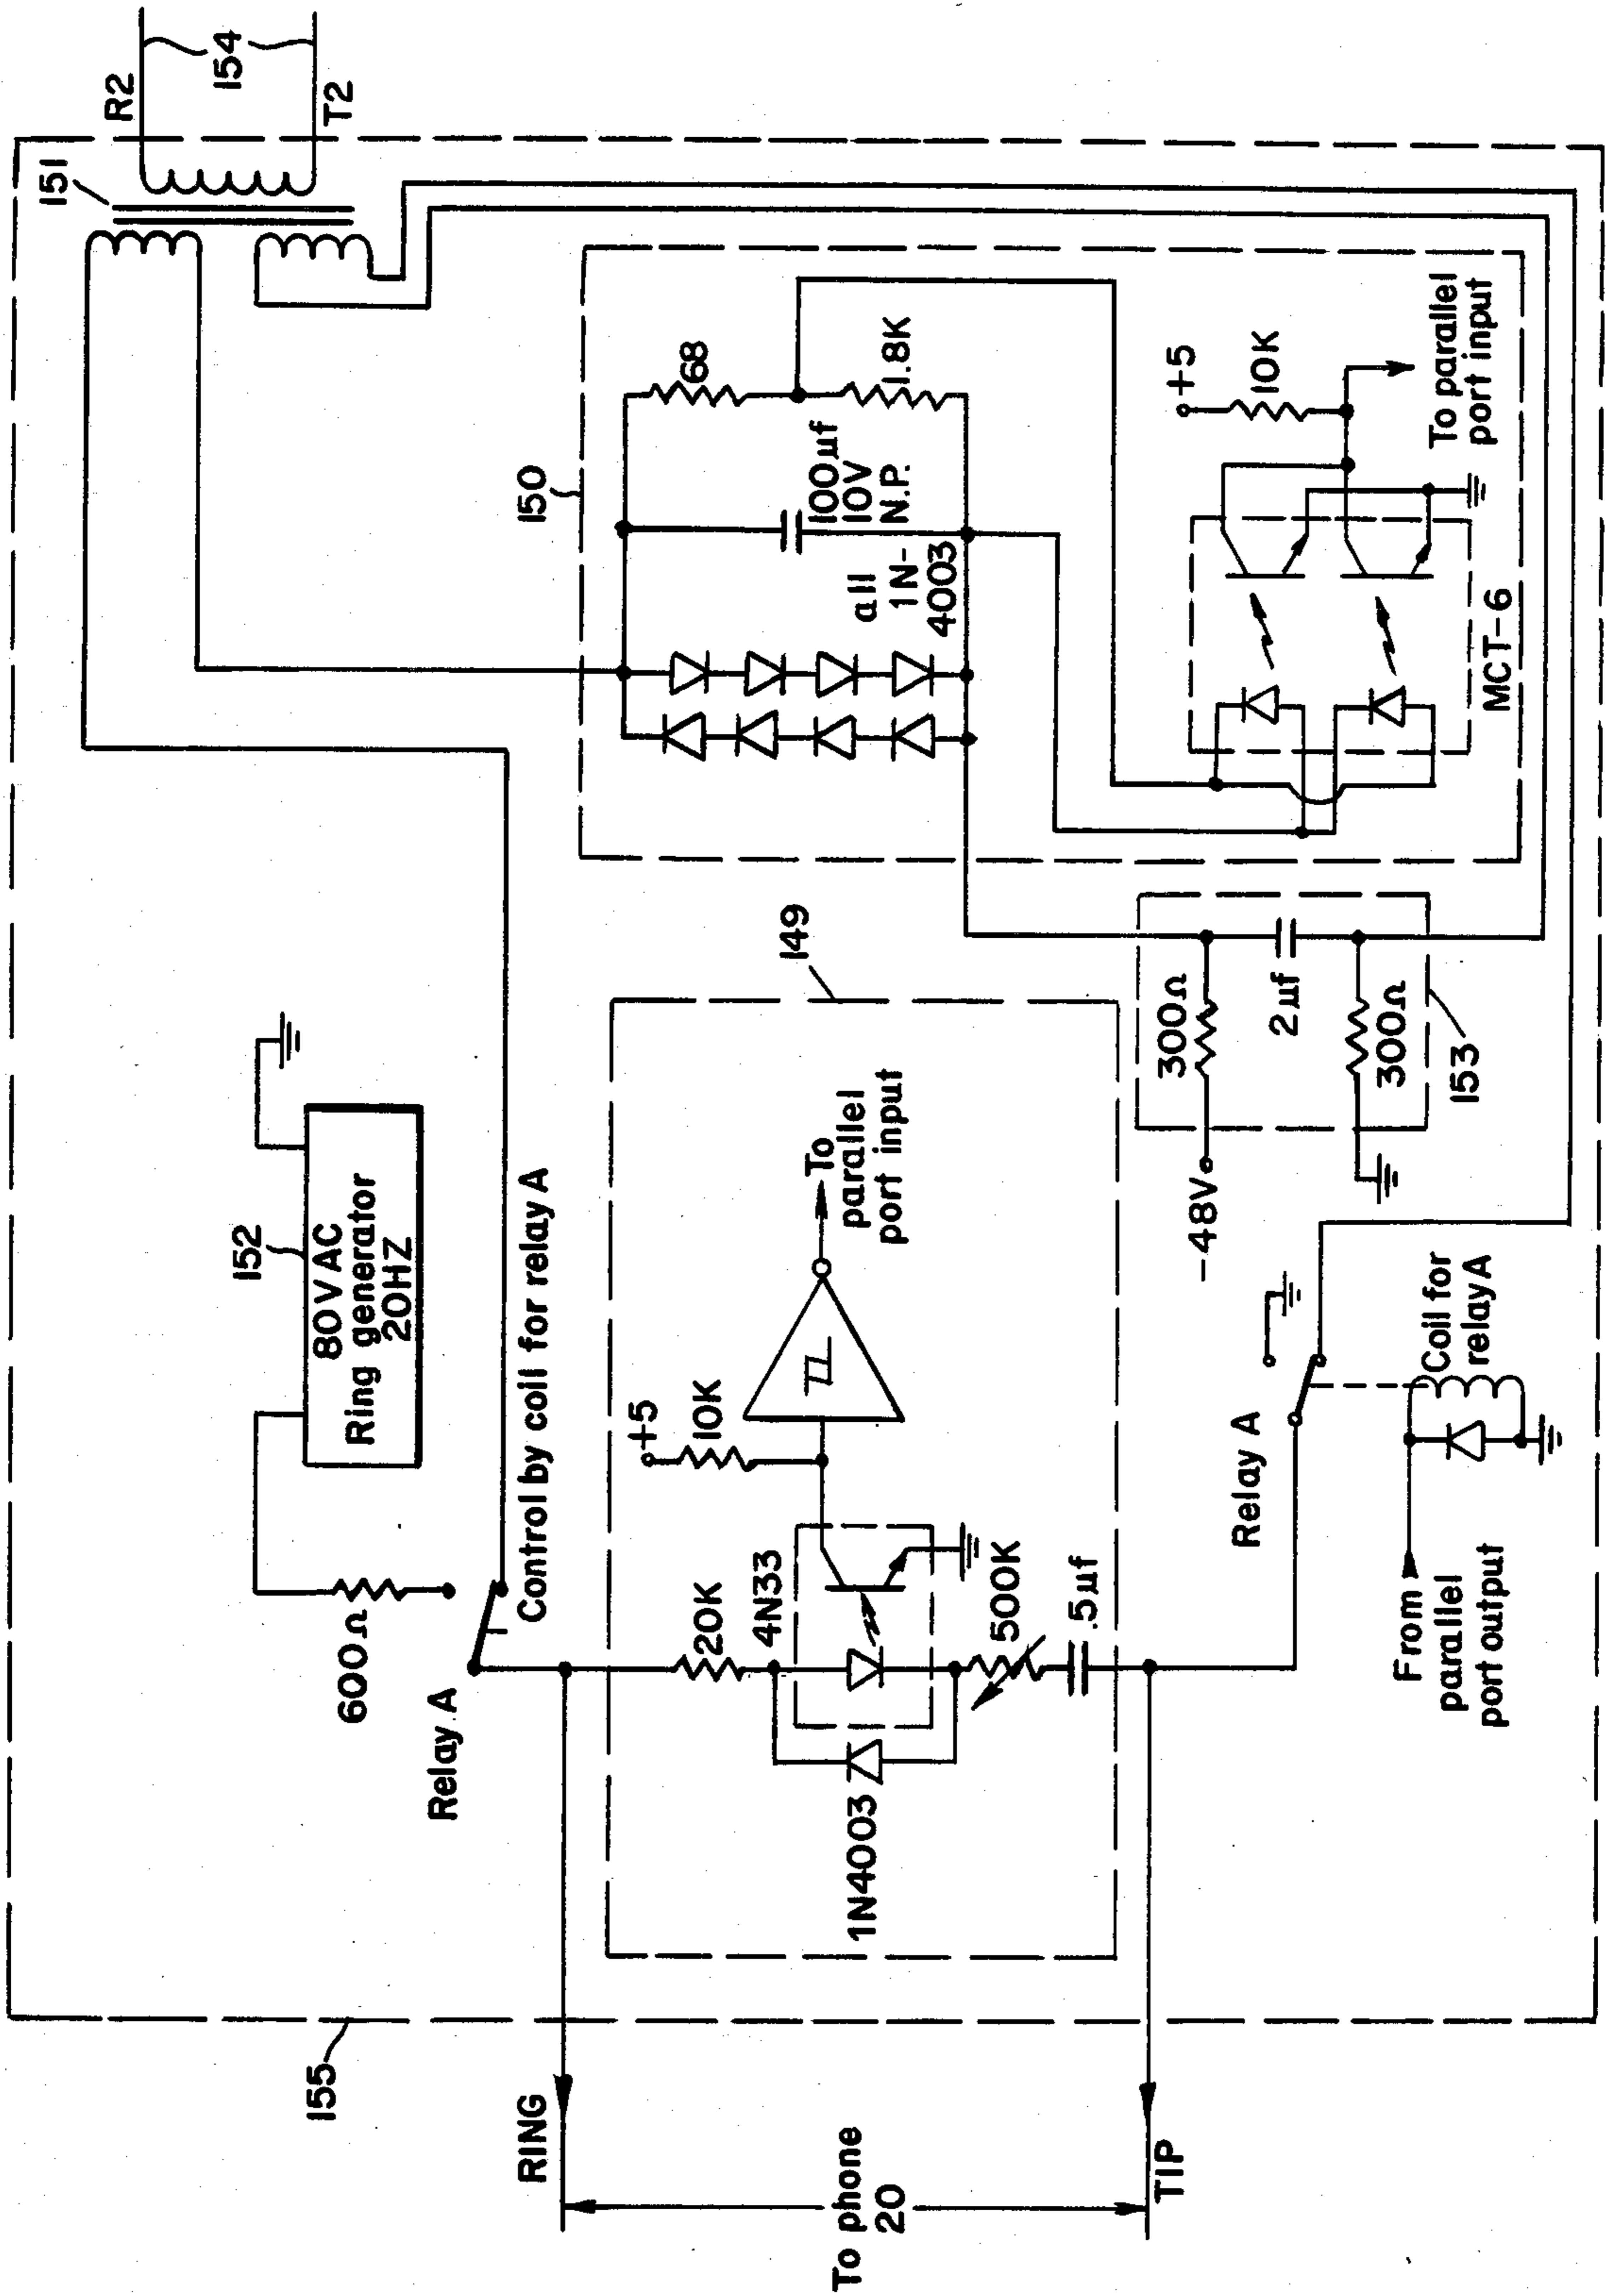 155
RING
To phone
20
TIP
Relay A
600Ω
152
80VAC
Ring generator
20HZ
Control by coil for relay A
149
1N4003
20K
4N33
500K
.5µf
+5
10K
To
parallel
port input
From
parallel
port output
Relay A
Coil for
relay A
-48V
300Ω
2µf
300Ω
153
150
all
1N-
4003
100µf
10V
N.P.
68
1.8K
MCT-6
+5
10K
To parallel
port input
151
R2
154
T2